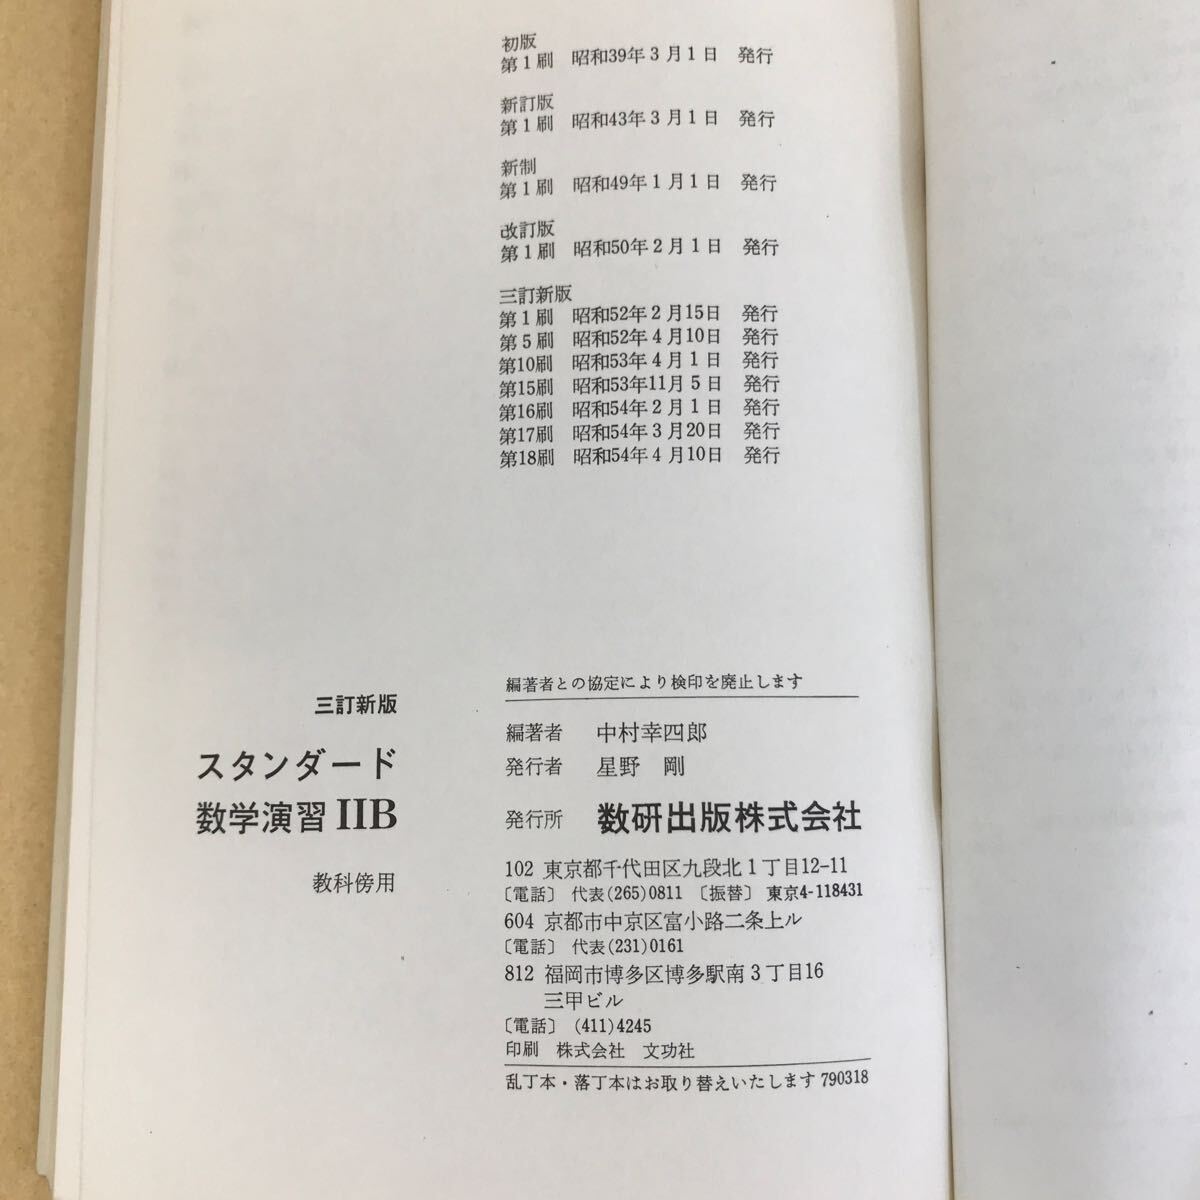 初版
第1刷 昭和39年3月1日 発行
新訂版
第1刷 昭和43年3月1日 発行
新制
第1刷 昭和49年1月1日 発行
改訂版
第1刷 昭和50年2月1日 発行
三訂新版
第1刷 昭和52年2月15日 発行
第5刷 昭和52年4月10日 発行
第10刷 昭和53年4月1日 発行
第15刷 昭和53年11月5日 発行
第16刷 昭和54年2月1日 発行
第17刷 昭和54年3月20日 発行
第18刷 昭和54年4月10日 発行
三訂新版
スタンダード
数学演習 IIB
教科傍用
編著者との協定により検印を廃止します
編著者 中村幸四郎
発行者 星野 剛
発行所 数研出版株式会社
102 東京都千代田区九段北1丁目12-11
〔電話〕 代表(265)0811 〔振替〕 東京4-118431
604 京都市中京区富小路二条上ル
〔電話〕 代表(231)0161
812 福岡市博多区博多駅南3丁目16
三甲ビル
〔電話〕 (411)4245
印刷 株式会社 文功社
乱丁本・落丁本はお取り替えいたします 790318